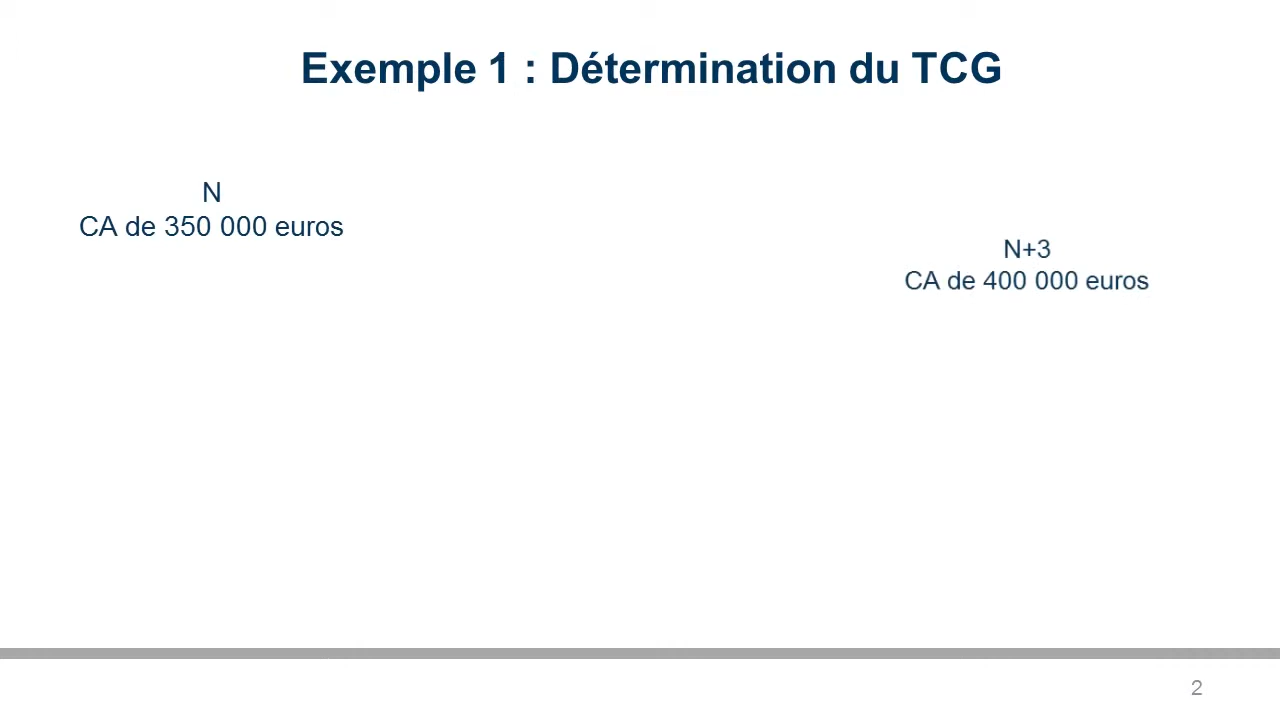 Exemple 1 : Détermination du TCG
N
CA de 350 000 euros
N+3
CA de 400 000 euros
2